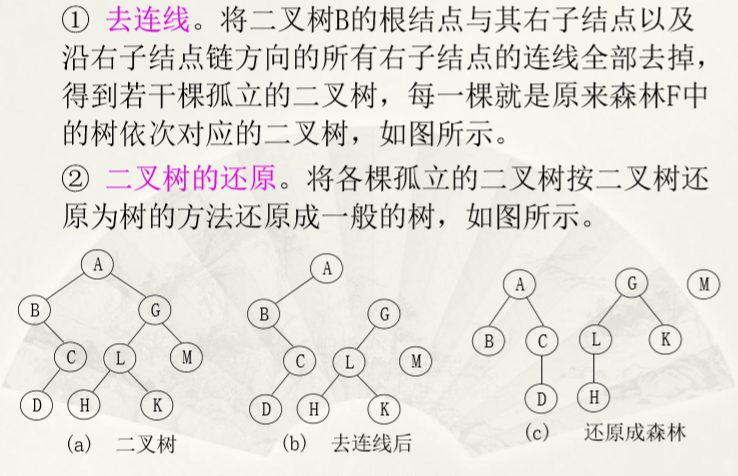 ① 去连线。将二叉树B的根结点与其右子结点以及
沿右子结点链方向的所有右子结点的连线全部去掉，
得到若干棵孤立的二叉树，每一棵就是原来森林F中
的树依次对应的二叉树，如图所示。
② 二叉树的还原。将各棵孤立的二叉树按二叉树还
原为树的方法还原成一般的树，如图所示。
A
B G
C L M
D H K
(a) 二叉树
A
B G
C L M
D H K
(b) 去连线后
A G M
B C L K
D H
(c) 还原成森林